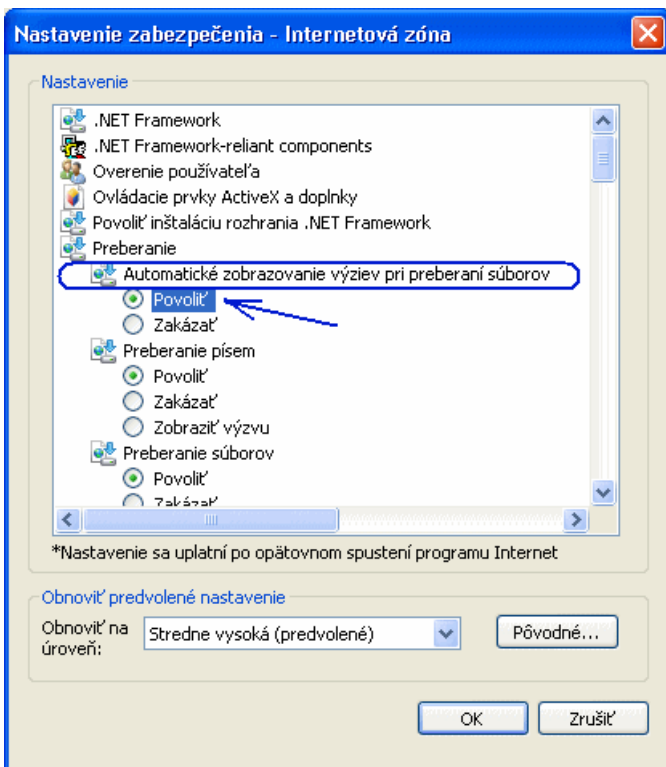 Nastavenie zabezpečenia - Internetová zóna
Nastavenie
.NET Framework
.NET Framework-reliant components
Overenie používateľa
Ovládacie prvky ActiveX a doplnky
Povoliť inštaláciu rozhrania .NET Framework
Preberanie
Automatické zobrazovanie výziev pri preberaní súborov
Povoliť
Zakázať
Preberanie písem
Povoliť
Zakázať
Zobraziť výzvu
Preberanie súborov
Povoliť
Zakázať
*Nastavenie sa uplatní po opätovnom spustení programu Internet
Obnoviť predvolené nastavenie
Obnoviť na úroveň:
Stredne vysoká (predvolené)
Pôvodné...
OK
Zrušiť